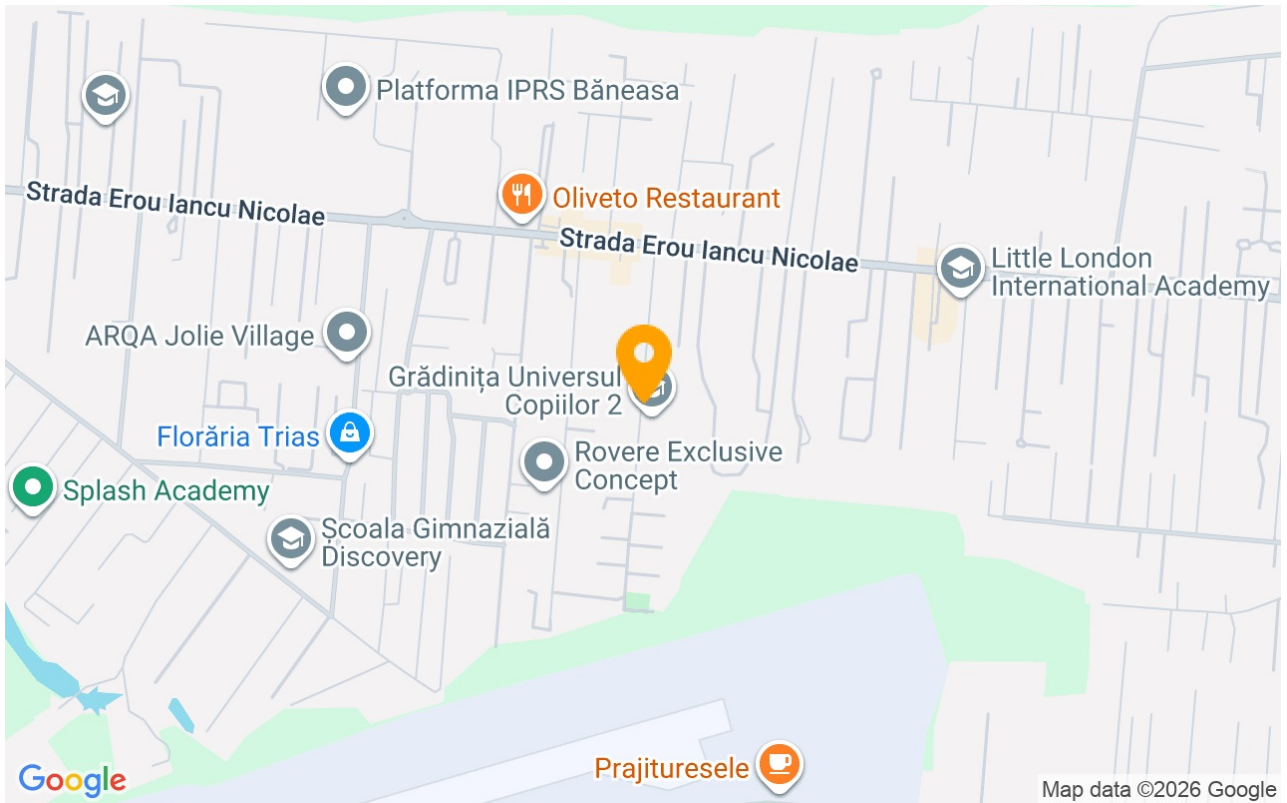 Platforma IPRS Băneasa
Strada Erou Iancu Nicolae
Oliveto Restaurant
Strada Erou Iancu Nicolae
Little London
International Academy
ARQA Jolie Village
Grădinița Universul
Copiilor 2
Florăria Trias
Rovere Exclusive
Concept
Splash Academy
Școala Gimnazială
Discovery
Prajituresele
Google
Map data ©2026 Google